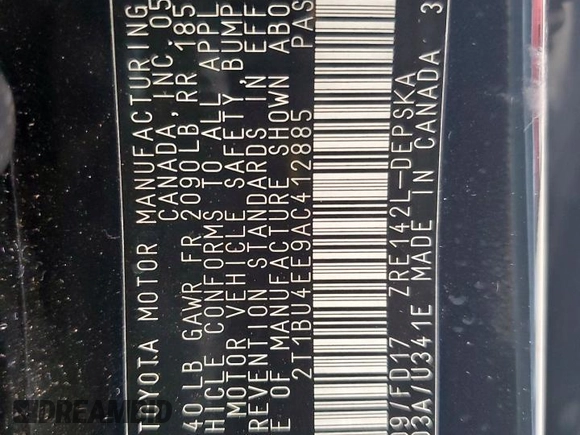 TOYOTA MOTOR MANUFACTURING
CANADA, INC. 05
40 LB GAWR FR 2090LB RR 185
HICLE CONFORMS TO ALL APPL
MOTOR VEHICLE SAFETY, BUMP
REVENTION STANDARDS IN EFF
E OF MANUFACTURE SHOWN ABO
2T1BU4EE9AC412885 PAS
09/FD17 ZRE142L-DEPSKA
03A/U341E MADE IN CANADA 3
DREAMBID